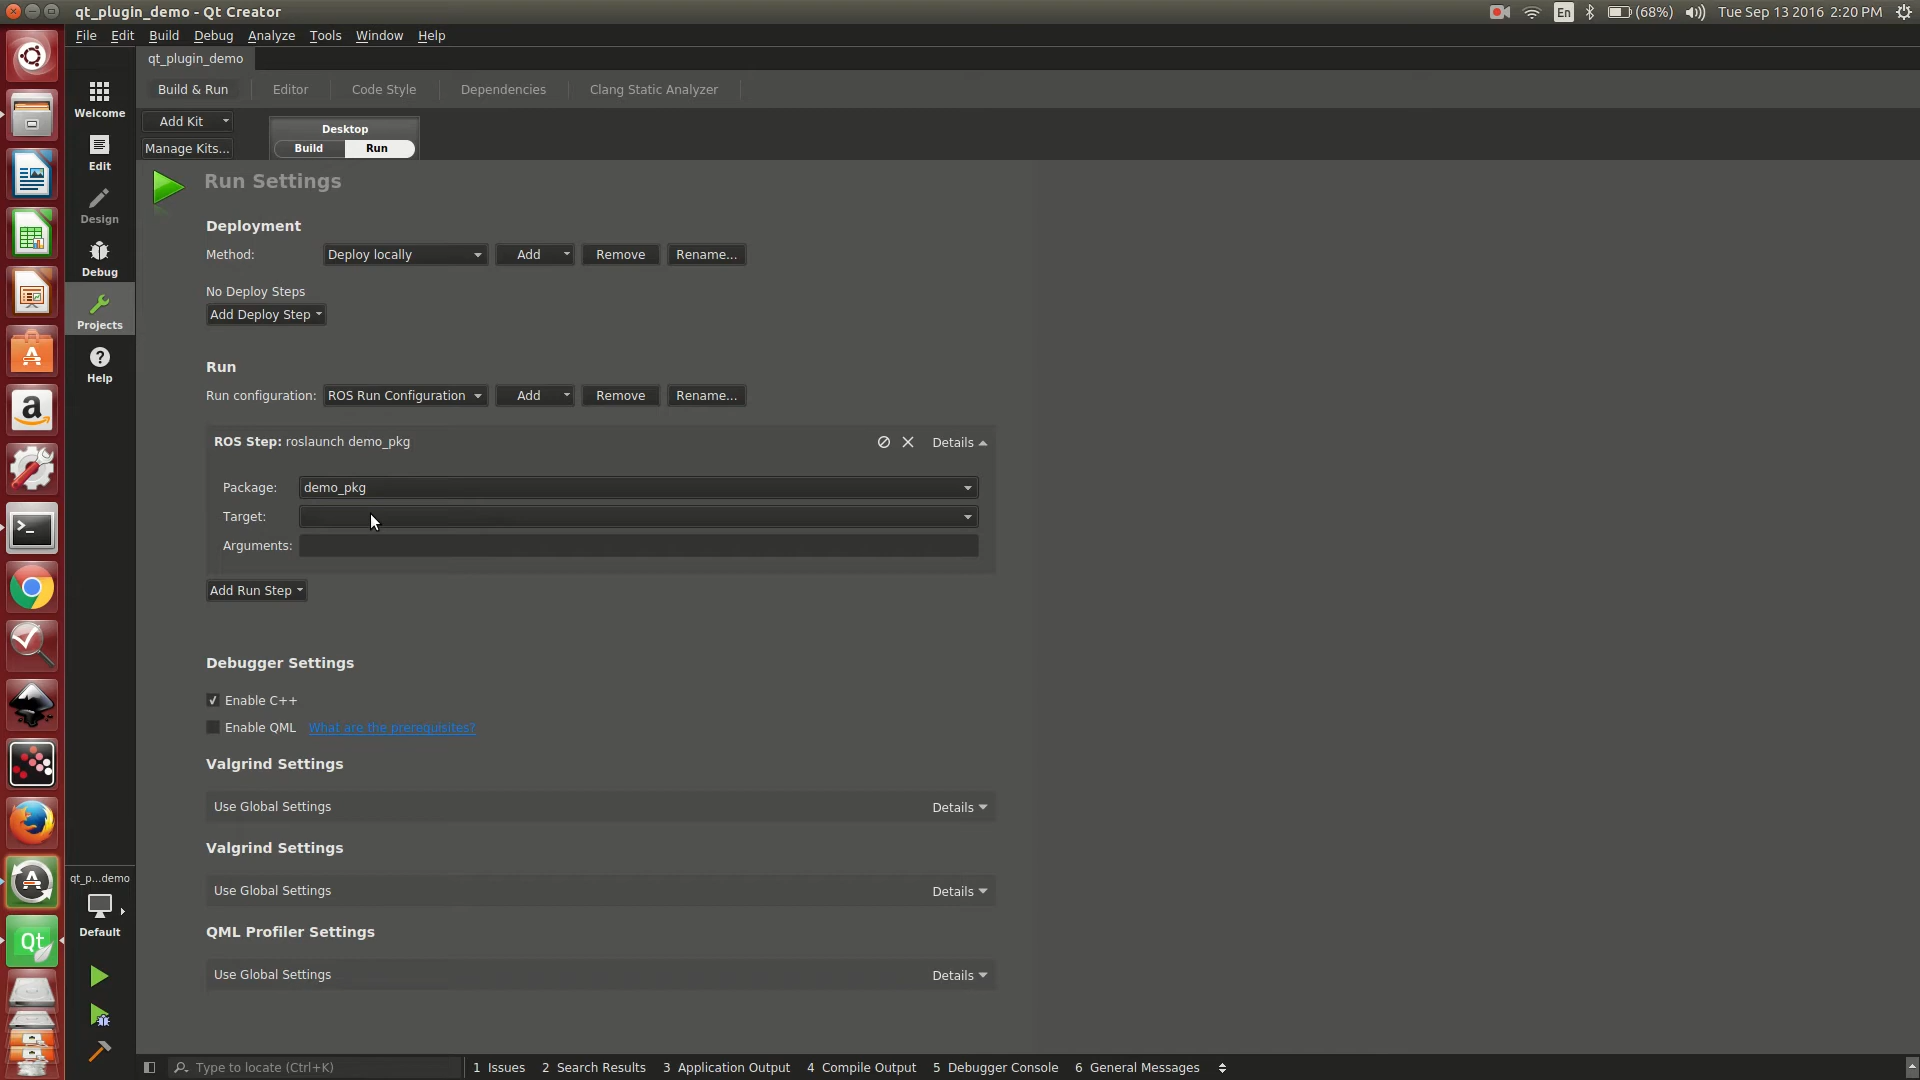 qt_plugin_demo - Qt Creator
En
(68%)
Tue Sep 13 2016 2:20 PM
File Edit Build Debug Analyze Tools Window Help
qt_plugin_demo
Build & Run Editor Code Style Dependencies Clang Static Analyzer
Add Kit
Manage Kits...
Desktop
Build Run
Welcome
Edit
Design
Debug
Projects
Help
Run Settings
Deployment
Method: Deploy locally Add Remove Rename...
No Deploy Steps
Add Deploy Step
Run
Run configuration: ROS Run Configuration Add Remove Rename...
ROS Step: roslaunch demo_pkg Details
Package: demo_pkg
Target:
Arguments:
Add Run Step
Debugger Settings
Enable C++
Enable QML What are the prerequisites?
Valgrind Settings
Use Global Settings Details
Valgrind Settings
Use Global Settings Details
QML Profiler Settings
Use Global Settings Details
qt_p...demo
Default
a
Qt
Type to locate (Ctrl+K) 1 Issues 2 Search Results 3 Application Output 4 Compile Output 5 Debugger Console 6 General Messages